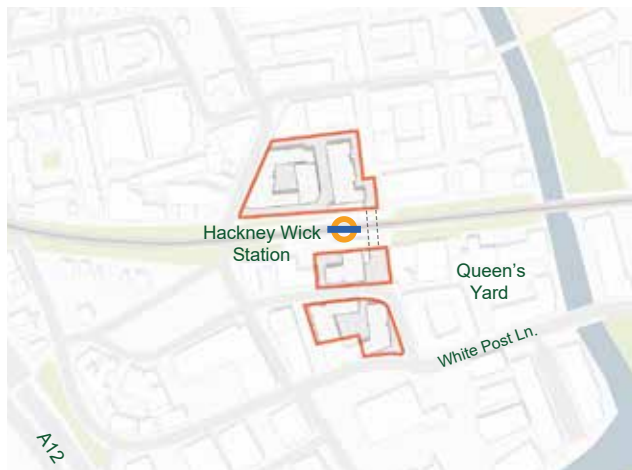 Hackney Wick
Station
Queen's
Yard
White Post Ln.
A12